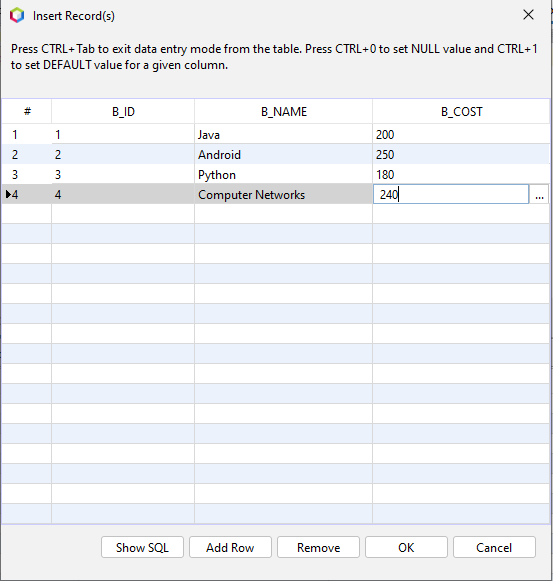 Insert Record(s)
Press CTRL+Tab to exit data entry mode from the table. Press CTRL+0 to set NULL value and CTRL+1
to set DEFAULT value for a given column.
# B_ID B_NAME B_COST
1 1 Java 200
2 2 Android 250
3 3 Python 180
4 4 Computer Networks 240 ...
Show SQL Add Row Remove OK Cancel